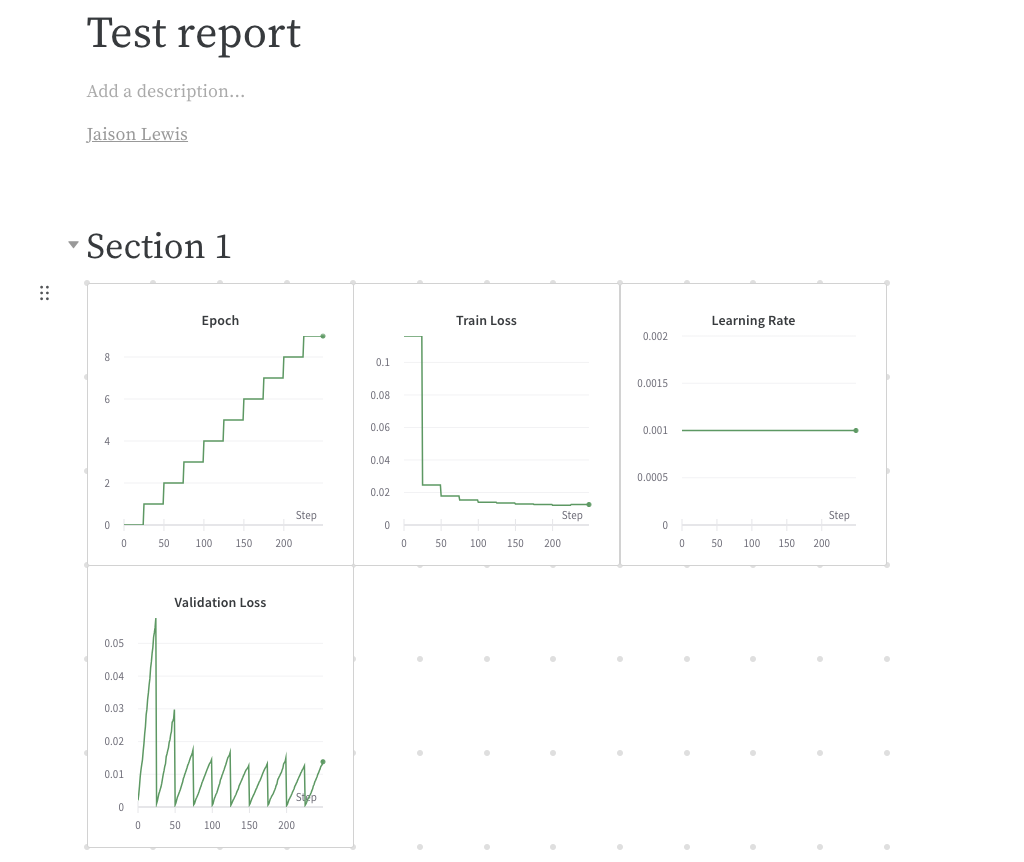 Test report
Add a description...
Jaison Lewis
Section 1
Epoch
8
6
4
2
0
Step
0 50 100 150 200
Train Loss
0.1
0.08
0.06
0.04
0.02
0
Step
0 50 100 150 200
Learning Rate
0.002
0.0015
0.001
0.0005
0
Step
0 50 100 150 200
Validation Loss
0.05
0.04
0.03
0.02
0.01
0
Step
0 50 100 150 200